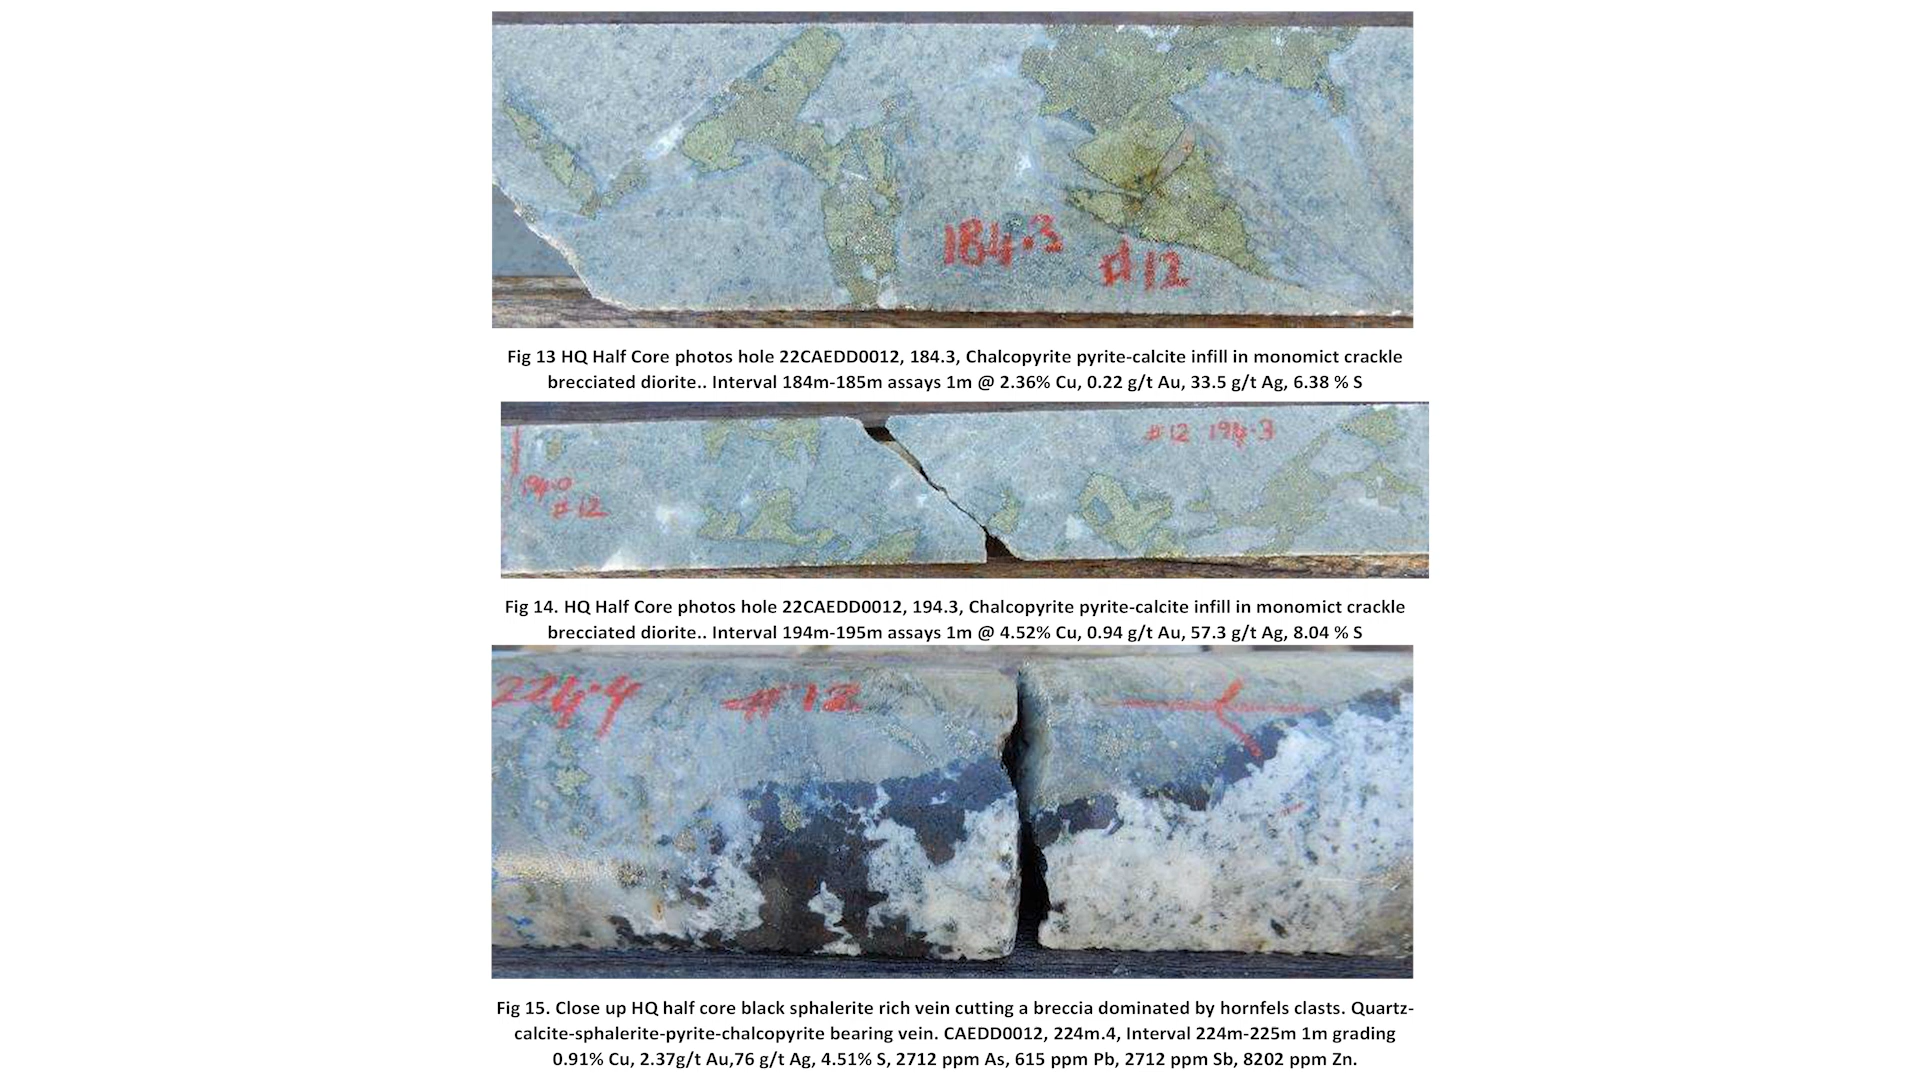 184.3
#12
Fig 13 HQ Half Core photos hole 22CAEDD0012, 184.3, Chalcopyrite pyrite-calcite infill in monomict crackle
brecciated diorite.. Interval 184m-185m assays 1m @ 2.36% Cu, 0.22 g/t Au, 33.5 g/t Ag, 6.38 % S
#12 194.3
194.0
#12
Fig 14. HQ Half Core photos hole 22CAEDD0012, 194.3, Chalcopyrite pyrite-calcite infill in monomict crackle
brecciated diorite.. Interval 194m-195m assays 1m @ 4.52% Cu, 0.94 g/t Au, 57.3 g/t Ag, 8.04 % S
224.4 #12
Fig 15. Close up HQ half core black sphalerite rich vein cutting a breccia dominated by hornfels clasts. Quartz-
calcite-sphalerite-pyrite-chalcopyrite bearing vein. CAEDD0012, 224m.4, Interval 224m-225m 1m grading
0.91% Cu, 2.37g/t Au,76 g/t Ag, 4.51% S, 2712 ppm As, 615 ppm Pb, 2712 ppm Sb, 8202 ppm Zn.